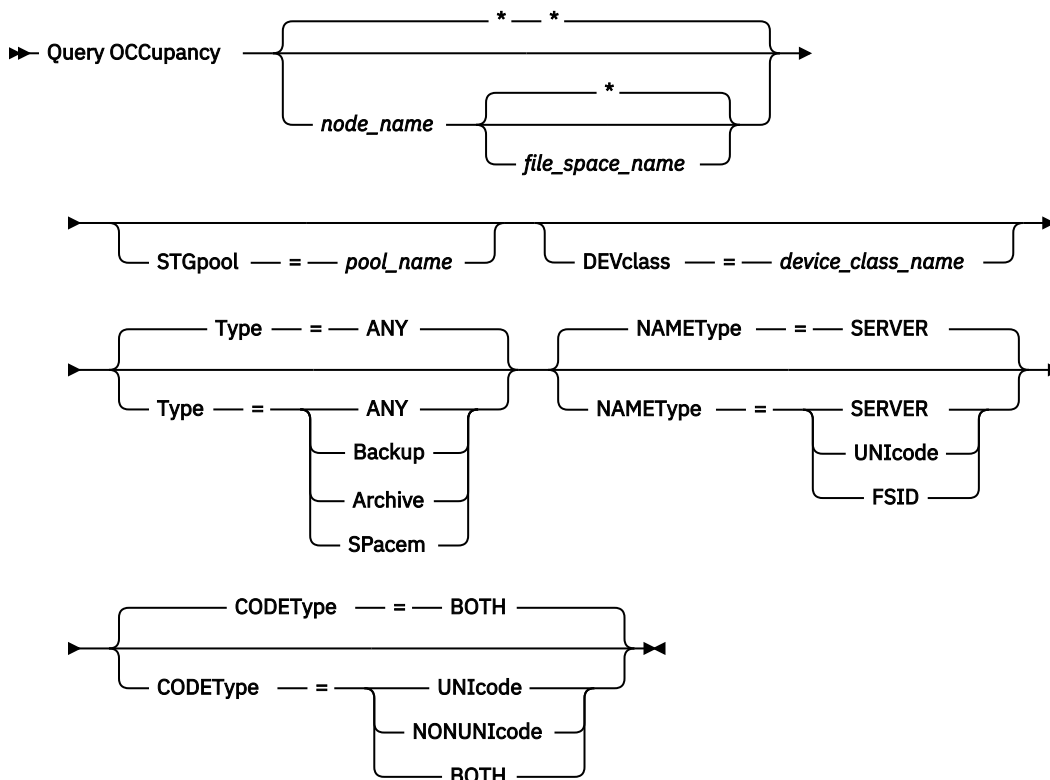 * *
Query OCCupancy
*
node_name
file_space_name
STGpool = pool_name DEVclass = device_class_name
Type = ANY NAMEType = SERVER
Type = ANY NAMEType = SERVER
Backup UNIcode
Archive FSID
SPacem
CODEType = BOTH
CODEType = UNIcode
NONUNIcode
BOTH